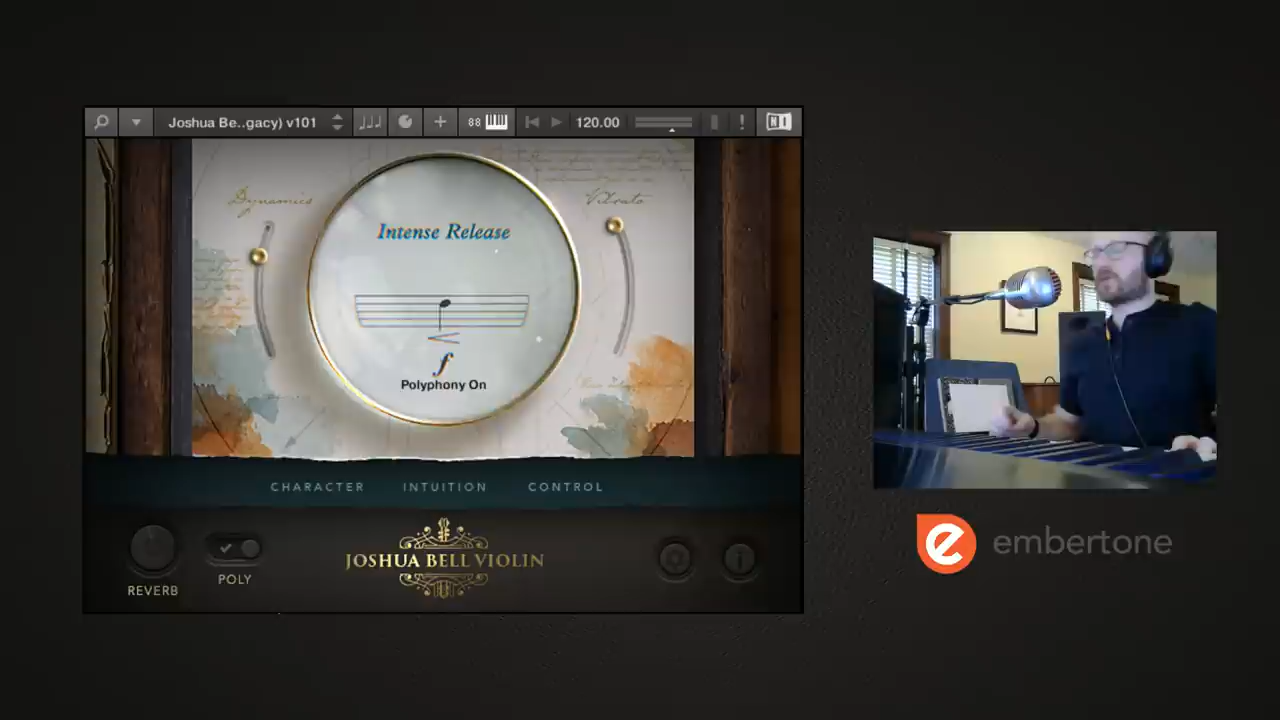 Joshua Be..gacy) v101
88
120.00
!
Dynamics
Vibrato
Intense Release
f
Polyphony On
CHARACTER
INTUITION
CONTROL
REVERB
POLY
JOSHUA BELL VIOLIN
i
e embertone